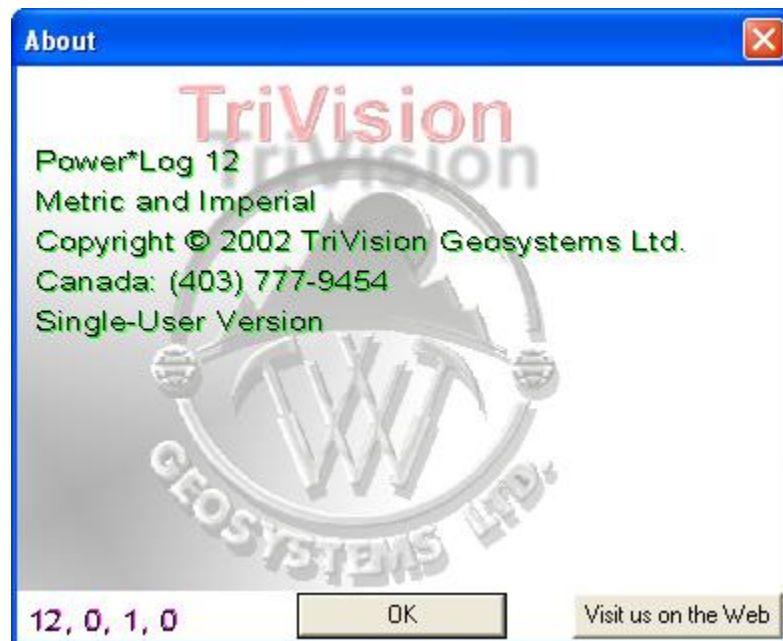 About
TriVision
Power*Log 12
Metric and Imperial
Copyright © 2002 TriVision Geosystems Ltd.
Canada: (403) 777-9454
Single-User Version
GEOSYSTEMS LTD.
12, 0, 1, 0
OK
Visit us on the Web